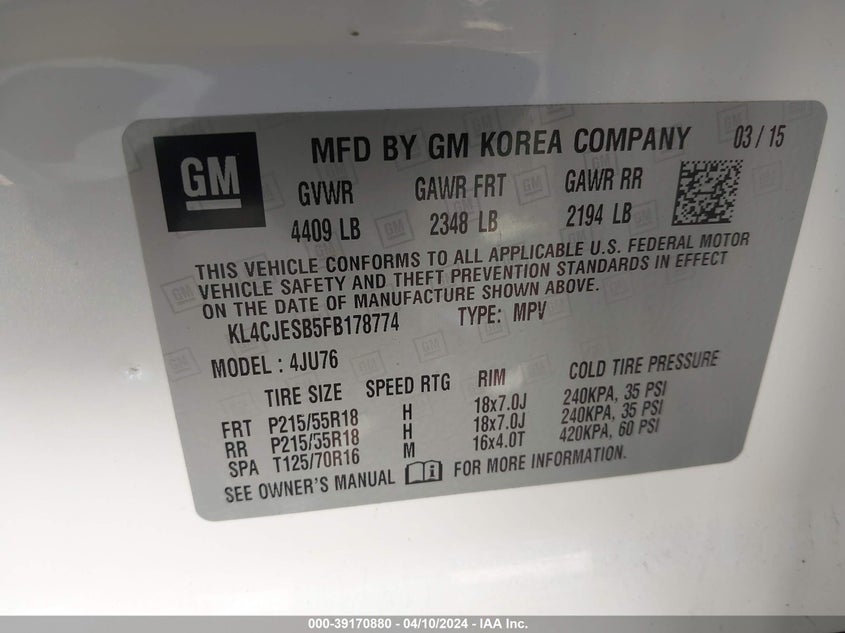 GM
MFD BY GM KOREA COMPANY 03/15
GVWR GAWR FRT GAWR RR
4409 LB 2348 LB 2194 LB
THIS VEHICLE CONFORMS TO ALL APPLICABLE U.S. FEDERAL MOTOR
VEHICLE SAFETY AND THEFT PREVENTION STANDARDS IN EFFECT
ON THE DATE OF MANUFACTURE SHOWN ABOVE.
KL4CJESB5FB178774 TYPE: MPV
MODEL : 4JU76
TIRE SIZE SPEED RTG RIM COLD TIRE PRESSURE
FRT P215/55R18 H 18x7.0J 240KPA, 35 PSI
RR P215/55R18 H 18x7.0J 240KPA, 35 PSI
SPA T125/70R16 M 16x4.0T 420KPA, 60 PSI
SEE OWNER'S MANUAL FOR MORE INFORMATION.
000-39170880 / 04/10/2024 - IAA Inc.